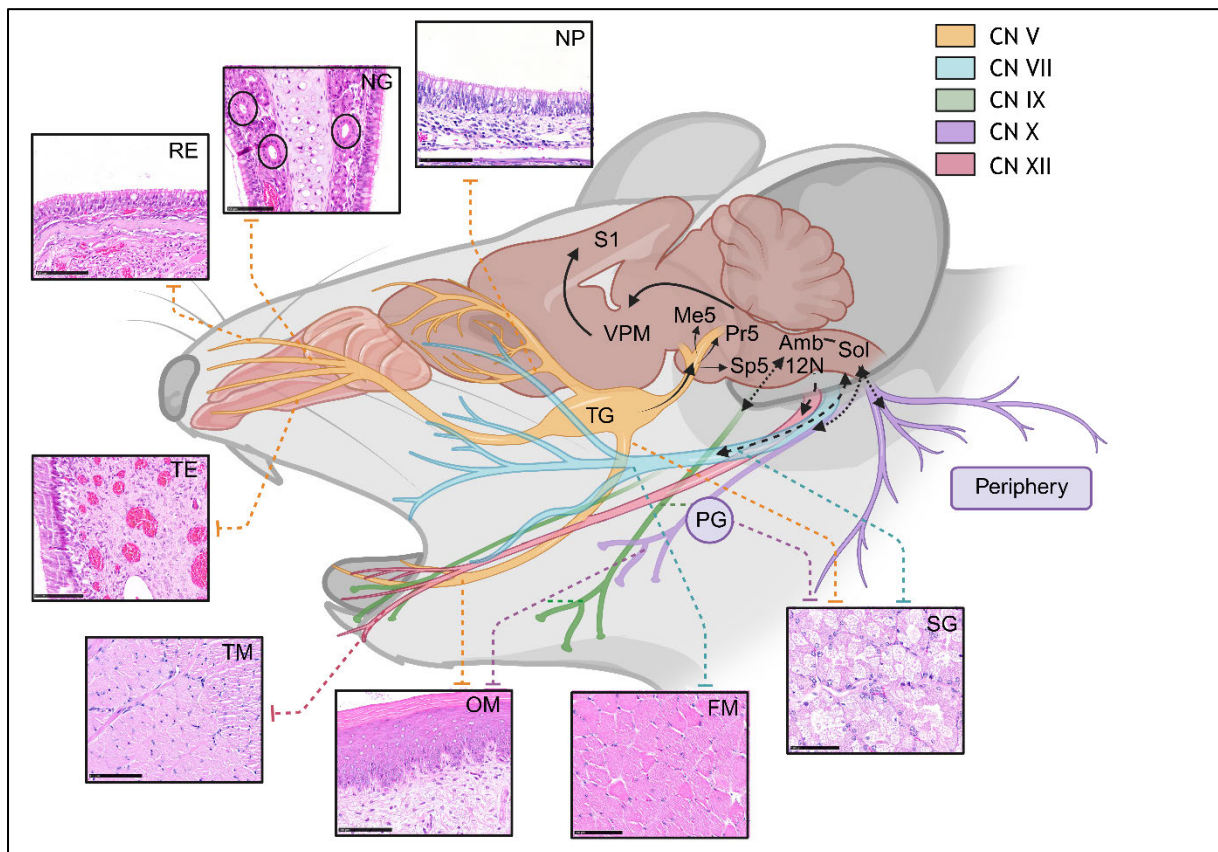 NP
NG
RE
CN V
CN VII
CN IX
CN X
CN XII
S1
VPM
Me5
Pr5
Sp5
Amb
12N
Sol
TG
PG
Periphery
TE
TM
OM
FM
SG